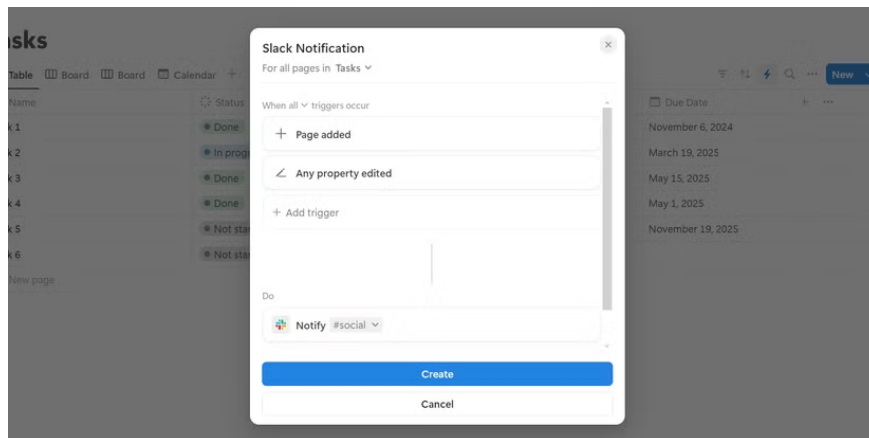 asks
Slack Notification
For all pages in Tasks
Table Board Board Calendar +
New
Name
Status
When all triggers occur
Due Date
+
k 1
Done
Page added
November 6, 2024
k 2
In prog
March 19, 2025
k 3
Done
Any property edited
May 15, 2025
k 4
Done
May 1, 2025
k 5
Not sta
+ Add trigger
November 19, 2025
k 6
Not sta
New page
Do
Notify #social
Create
Cancel